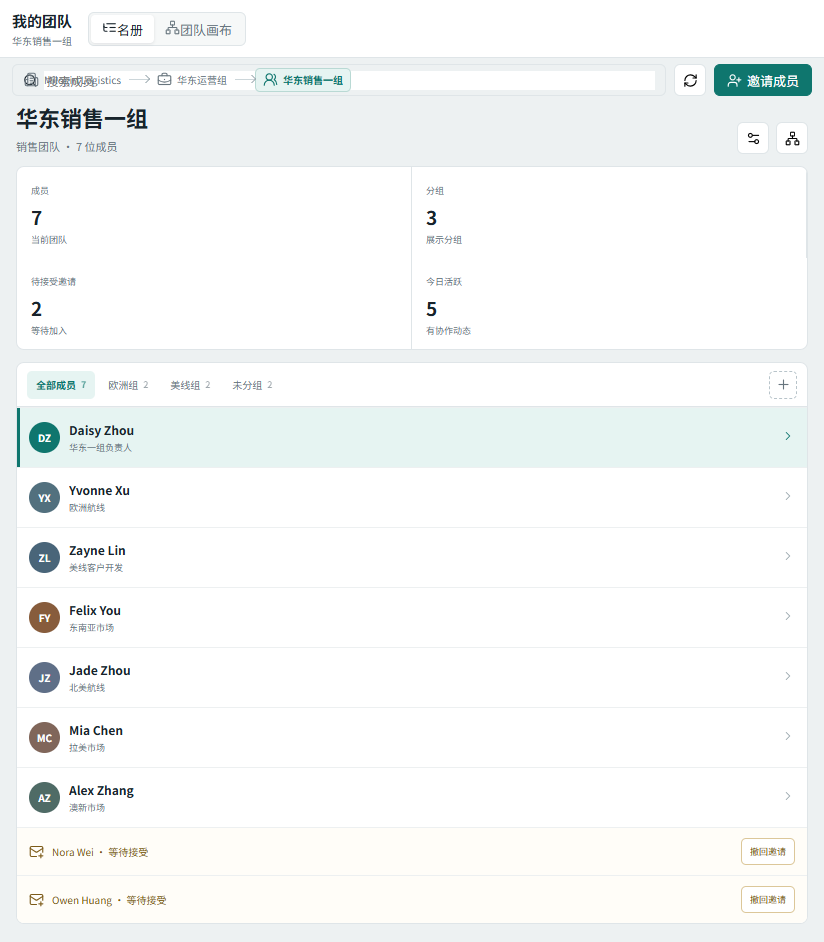 我的团队
华东销售一组
名册
团队画布
搜索成员
华东运营组
华东销售一组
邀请成员
华东销售一组
销售团队 · 7 位成员
成员
7
当前团队
分组
3
展示分组
待接受邀请
2
等待加入
今日活跃
5
有协作动态
全部成员 7
欧洲组 2
美线组 2
未分组 2
DZ
Daisy Zhou
华东一组负责人
YX
Yvonne Xu
欧洲航线
ZL
Zayne Lin
美线客户开发
FY
Felix You
东南亚市场
JZ
Jade Zhou
北美航线
MC
Mia Chen
拉美市场
AZ
Alex Zhang
澳新市场
Nora Wei · 等待接受
撤回邀请
Owen Huang · 等待接受
撤回邀请